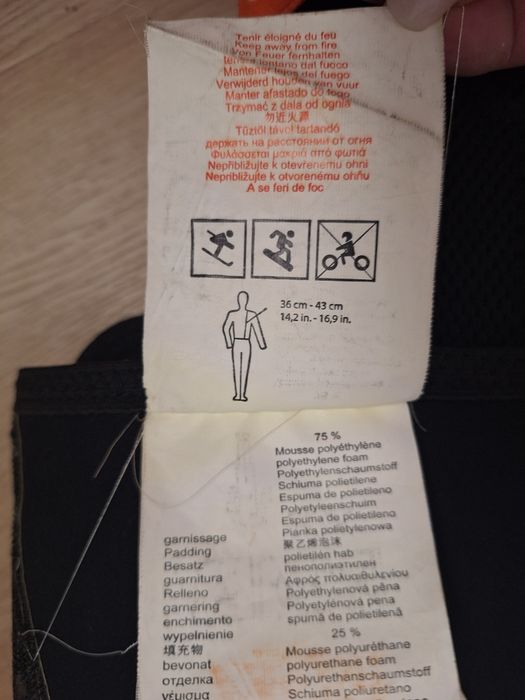 Tenir éloigné du feu
Keep away from fire
Von Feuer fernhalten
lontano dal fuoco
Mantener lejos del fuego
Verwijderd houden van vuur
Manter afastado do fogo
Trzymać z dala od ognia
勿近火源
Tűztől távol tartandó
держать на расстоянии от огня
Φυλάσσεται μακριά από φωτιά
Nepřibližujte k otevřenému ohni
Nepribližujte k otvorenému ohňu
A se feri de foc
36 cm - 43 cm
14,2 in. - 16,9 in.
75 %
Mousse polyéthylène
polyethylene foam
Polyethylenschaumstoff
Schiuma polietilene
Espuma de polietileno
Polyetyleenschuim
Espuma de polietileno
Pianka polietylenowa
聚乙烯泡沫
polietilén hab
пенополиэтилен
Αφρός πολυαιθυλενίου
Polyethylenová pěna
Polyetylénová pena
spumă de polietilenă
garnissage
Padding
Besatz
guarnitura
Relleno
garnering
enchimento
wypełnienie
填充物
bevonat
отделка
γέμισμα
25 %
Mousse polyuréthane
polyurethane foam
Polyurethanschaumstoff
Schiuma poliuretano